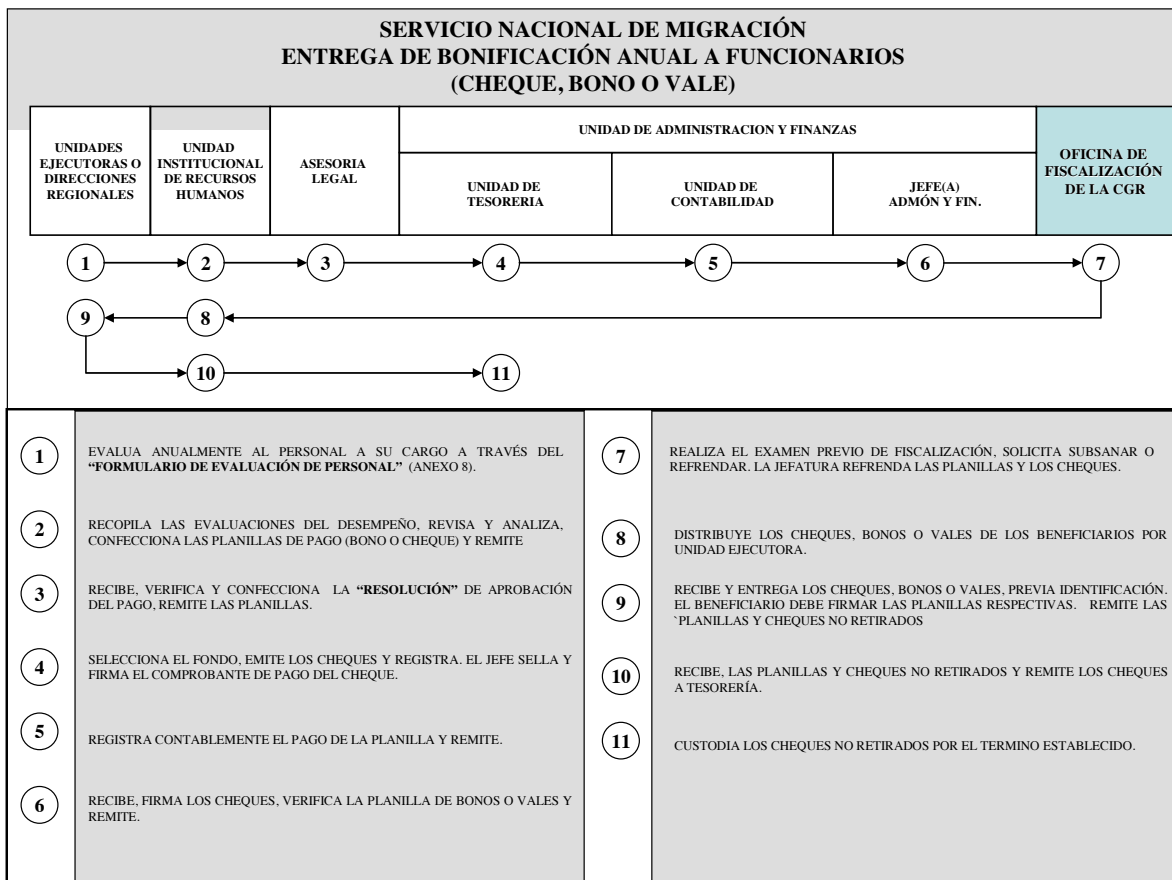 SERVICIO NACIONAL DE MIGRACIÓN
ENTREGA DE BONIFICACIÓN ANUAL A FUNCIONARIOS
(CHEQUE, BONO O VALE)
UNIDADES
EJECUTORAS O
DIRECCIONES
REGIONALES
UNIDAD
INSTITUCIONAL
DE RECURSOS
HUMANOS
ASESORIA
LEGAL
UNIDAD DE ADMINISTRACION Y FINANZAS
UNIDAD DE
TESORERIA
UNIDAD DE
CONTABILIDAD
JEFE(A)
ADMÓN Y FIN.
OFICINA DE
FISCALIZACIÓN
DE LA CGR
1 2 3 4 5 6 7
9 8
10 11
1
EVALUA ANUALMENTE AL PERSONAL A SU CARGO A TRAVÉS DEL
“FORMULARIO DE EVALUACIÓN DE PERSONAL” (ANEXO 8).
2
RECOPILA LAS EVALUACIONES DEL DESEMPEÑO, REVISA Y ANALIZA,
CONFECCIONA LAS PLANILLAS DE PAGO (BONO O CHEQUE) Y REMITE
3
RECIBE, VERIFICA Y CONFECCIONA LA “RESOLUCIÓN” DE APROBACIÓN
DEL PAGO, REMITE LAS PLANILLAS.
4
SELECCIONA EL FONDO, EMITE LOS CHEQUES Y REGISTRA. EL JEFE SELLA Y
FIRMA EL COMPROBANTE DE PAGO DEL CHEQUE.
5
REGISTRA CONTABLEMENTE EL PAGO DE LA PLANILLA Y REMITE.
6
RECIBE, FIRMA LOS CHEQUES, VERIFICA LA PLANILLA DE BONOS O VALES Y
REMITE.
7
REALIZA EL EXAMEN PREVIO DE FISCALIZACIÓN, SOLICITA SUBSANAR O
REFRENDAR. LA JEFATURA REFRENDA LAS PLANILLAS Y LOS CHEQUES.
8
DISTRIBUYE LOS CHEQUES, BONOS O VALES DE LOS BENEFICIARIOS POR
UNIDAD EJECUTORA.
9
RECIBE Y ENTREGA LOS CHEQUES, BONOS O VALES, PREVIA IDENTIFICACIÓN.
EL BENEFICIARIO DEBE FIRMAR LAS PLANILLAS RESPECTIVAS. REMITE LAS
`PLANILLAS Y CHEQUES NO RETIRADOS
10
RECIBE, LAS PLANILLAS Y CHEQUES NO RETIRADOS Y REMITE LOS CHEQUES
A TESORERÍA.
11
CUSTODIA LOS CHEQUES NO RETIRADOS POR EL TERMINO ESTABLECIDO.